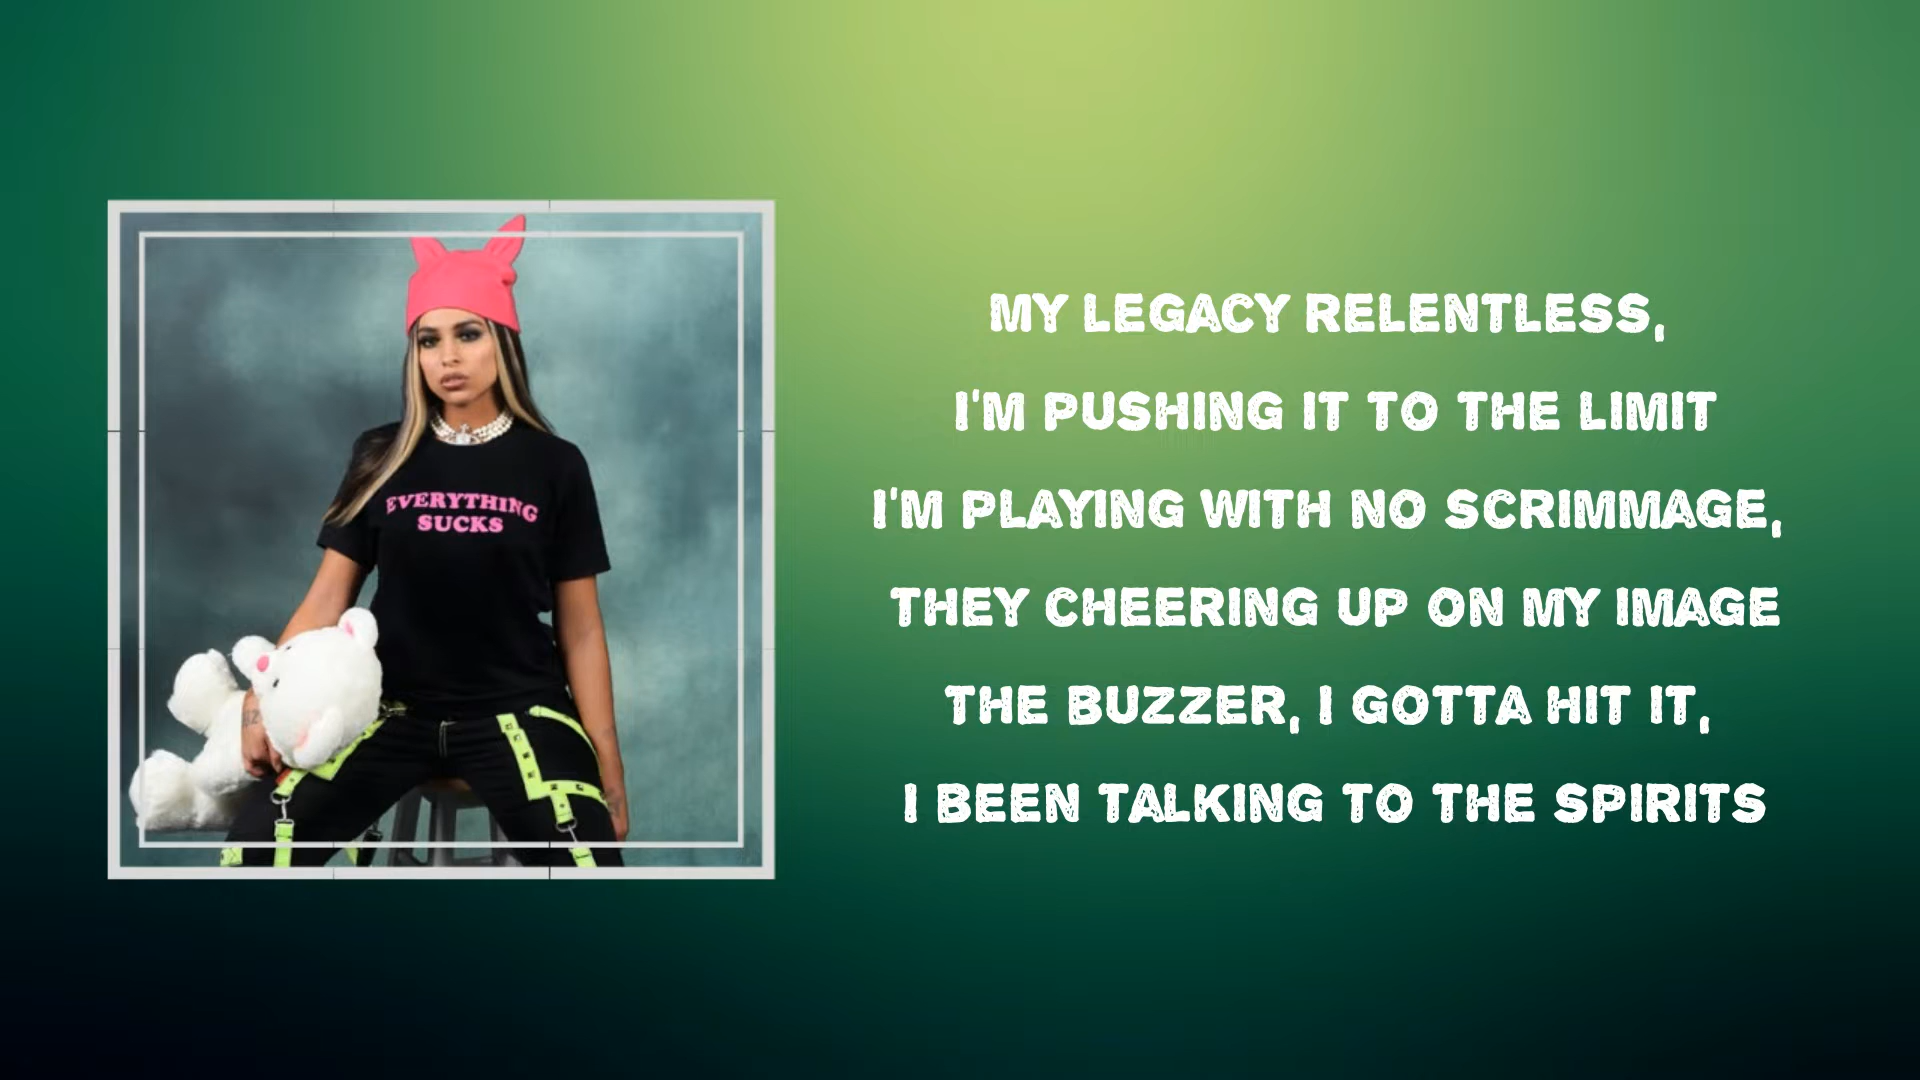 EVERYTHING
SUCKS
MY LEGACY RELENTLESS,
I'M PUSHING IT TO THE LIMIT
I'M PLAYING WITH NO SCRIMMAGE,
THEY CHEERING UP ON MY IMAGE
THE BUZZER, I GOTTA HIT IT,
I BEEN TALKING TO THE SPIRITS